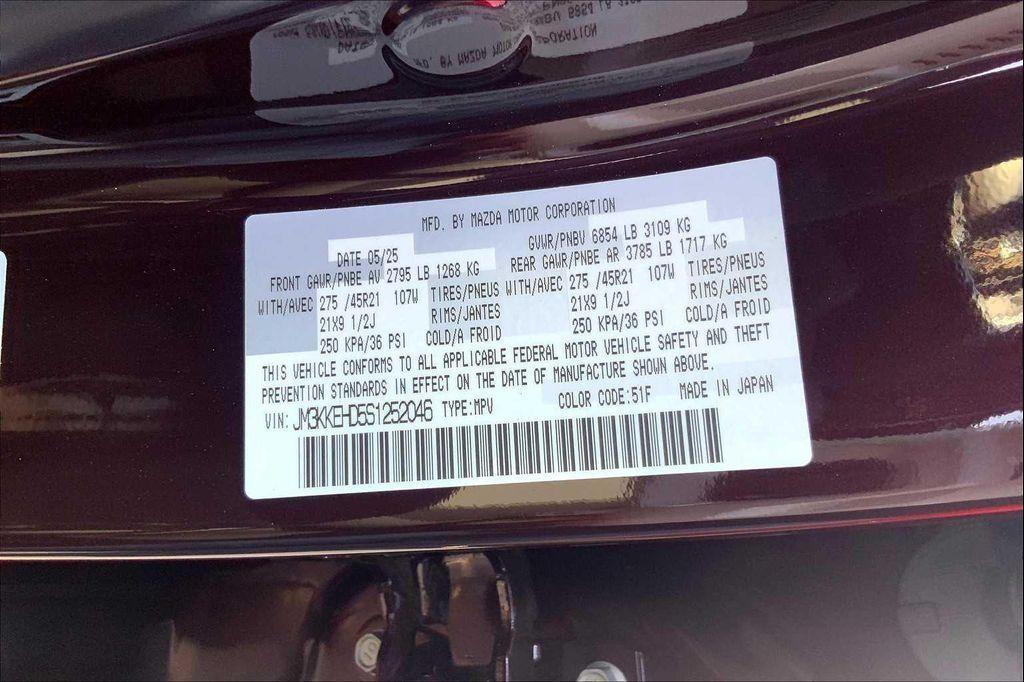 MFD. BY MAZDA MOTOR CORPORATION
DATE 05/25 GVWR/PNBV 6854 LB 3109 KG
FRONT GAWR/PNBE AV 2795 LB 1268 KG REAR GAWR/PNBE AR 3785 LB 1717 KG
WITH/AVEC 275 /45R21 107W TIRES/PNEUS WITH/AVEC 275 /45R21 107W TIRES/PNEUS
21X9 1/2J RIMS/JANTES 21X9 1/2J RIMS/JANTES
250 KPA/36 PSI COLD/A FROID 250 KPA/36 PSI COLD/A FROID
THIS VEHICLE CONFORMS TO ALL APPLICABLE FEDERAL MOTOR VEHICLE SAFETY AND THEFT
PREVENTION STANDARDS IN EFFECT ON THE DATE OF MANUFACTURE SHOWN ABOVE.
VIN: JM3KKEHD5S1252046 TYPE:MPV COLOR CODE:51F MADE IN JAPAN